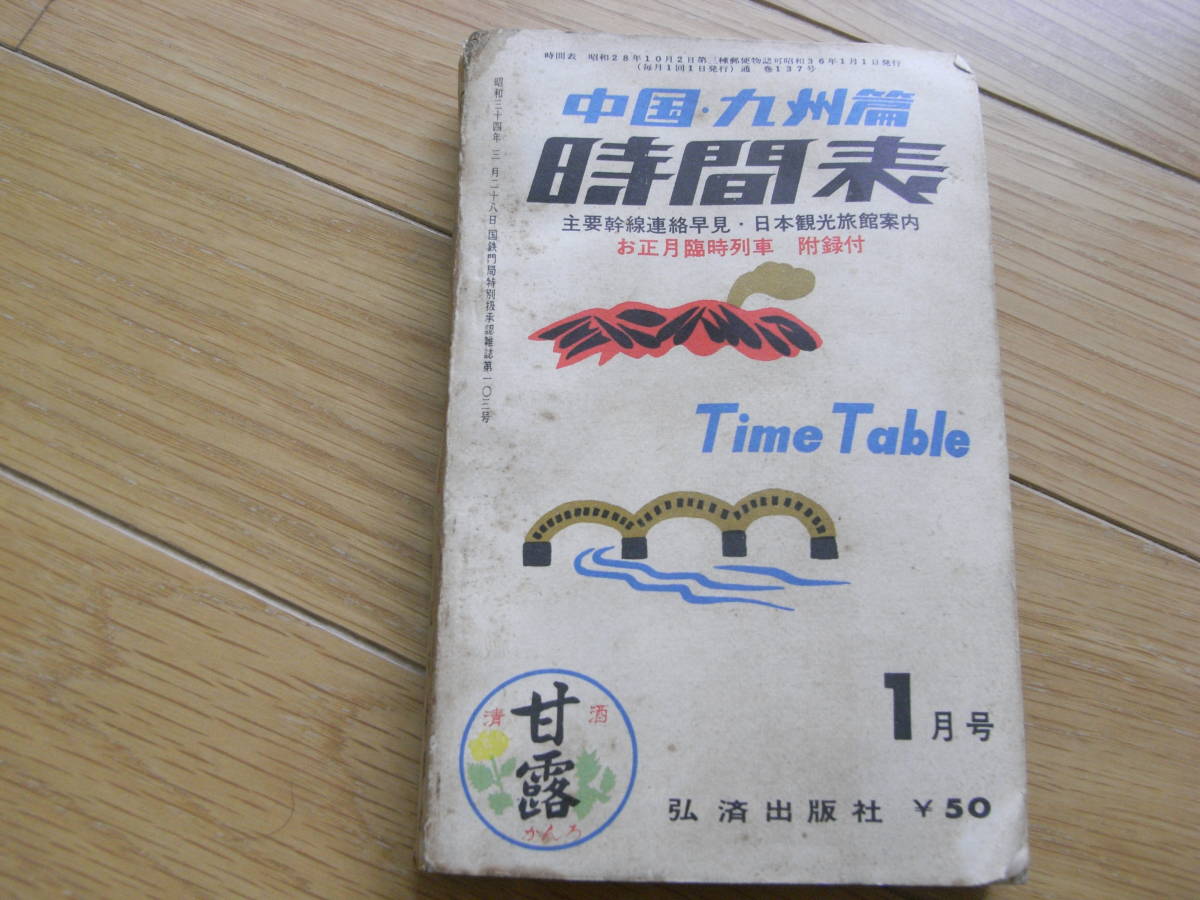 時間表 昭和28年10月2日第三種郵便物認可昭和36年1月1日発行
(毎月1回1日発行)通 巻137号
昭和三十四年 三 月二十八日国鉄門局特別扱承認雑誌第一〇三号
中国・九州篇
時間表
主要幹線連絡早見・日本観光旅館案内
お正月臨時列車 附録付
Time Table
1月号
清酒
甘露
かんろ
弘済出版社 ¥50